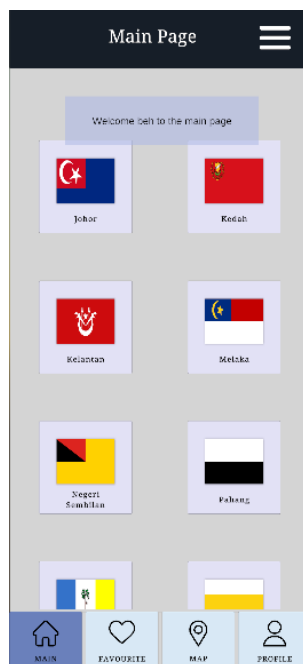 Main Page
Welcome beh to the main page
Johor
Kedah
Kelantan
Melaka
Negeri
Sembilan
Pahang
MAIN
FAVOURITE
MAP
PROFILE